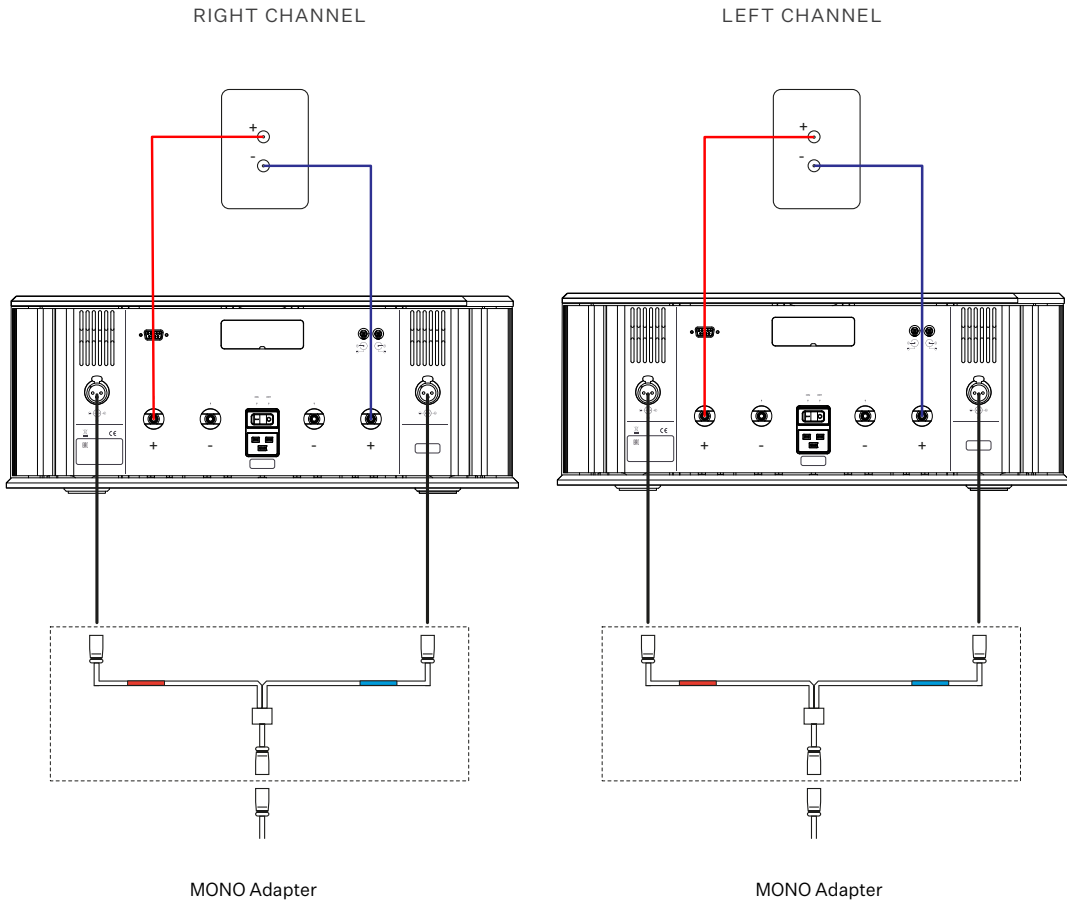 RIGHT CHANNEL
LEFT CHANNEL
+
-
+
-
+ - - +
+ - - +
CE
CE
MONO Adapter
MONO Adapter